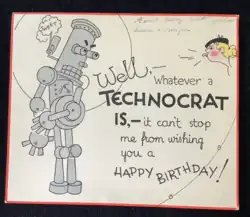 Well,—
whatever a
TECHNOCRAT
IS,— it can't stop
me from wishing
you a
HAPPY BIRTHDAY!